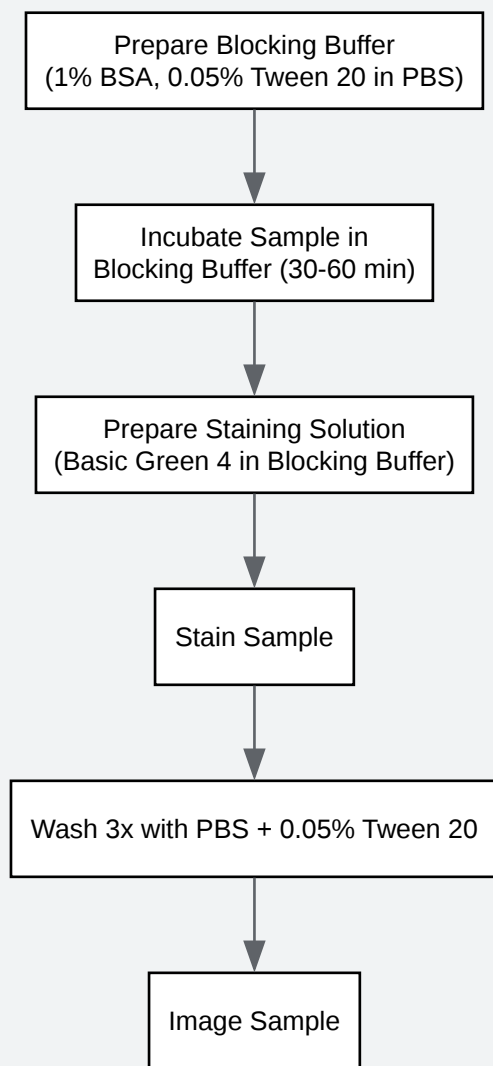 Prepare Blocking Buffer
(1% BSA, 0.05% Tween 20 in PBS)
Incubate Sample in
Blocking Buffer (30-60 min)
Prepare Staining Solution
(Basic Green 4 in Blocking Buffer)
Stain Sample
Wash 3x with PBS + 0.05% Tween 20
Image Sample